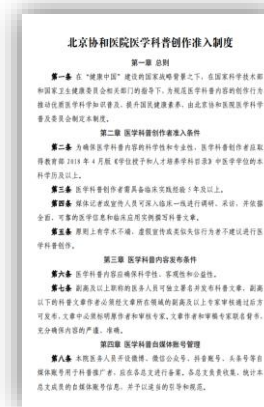 北京协和医院医学科普创作准入制度
第一章 总则
第一条 在“健康中国”建设的国家战略背景之下，在国家科学技术部
和国家卫生健康委员会相关部门的指导下，为规范医学科普内容的创作行为
推动优质医学科学知识普及，提升国民健康素养，由北京协和医院医学科学
普及委员会制定本制度。
第二章 医学科普创作者准入条件
第二条 为确保医学科普内容的科学性和专业性，医学科普创作者应取
得教育部 2018 年 4 月版《学位授予和人才培养学科目录》中医学学位的本
科学历及以上。
第三条 医学科普创作者需具备临床实践经验 5 年及以上。
第四条 媒体记者或宣传人员可深入临床一线进行调研、采访，并依据
全面、可靠的医学信息和临床应用实例撰写科普文章。
第五条 原则上有学术不端、虚假宣传或类似失信行为者不建议进行医
学科普创作。
第三章 医学科普内容发布条件
第六条 医学科普内容应确保科学性、客观性和公益性。
第七条 副高及以上职称的医务人员可独立署名并发布科普文章，副高
以下的科普文章作者必须经文章所在领域的副高及以上专家审核通过后方
可发布，文章中必须标明原作者和审核专家。文章作者和审稿专家联名背书，
充分确保内容的严谨、准确。
第四章 医学科普自媒体账号管理
第八条 本院医务人员开设微博、微信公众号、抖音账号、头条号等自
媒体账号用于科普推广者，应在各总支进行备案。各总支负责收集、统计本
总支成员的自媒体账号信息，并予以适当的引导和规范。